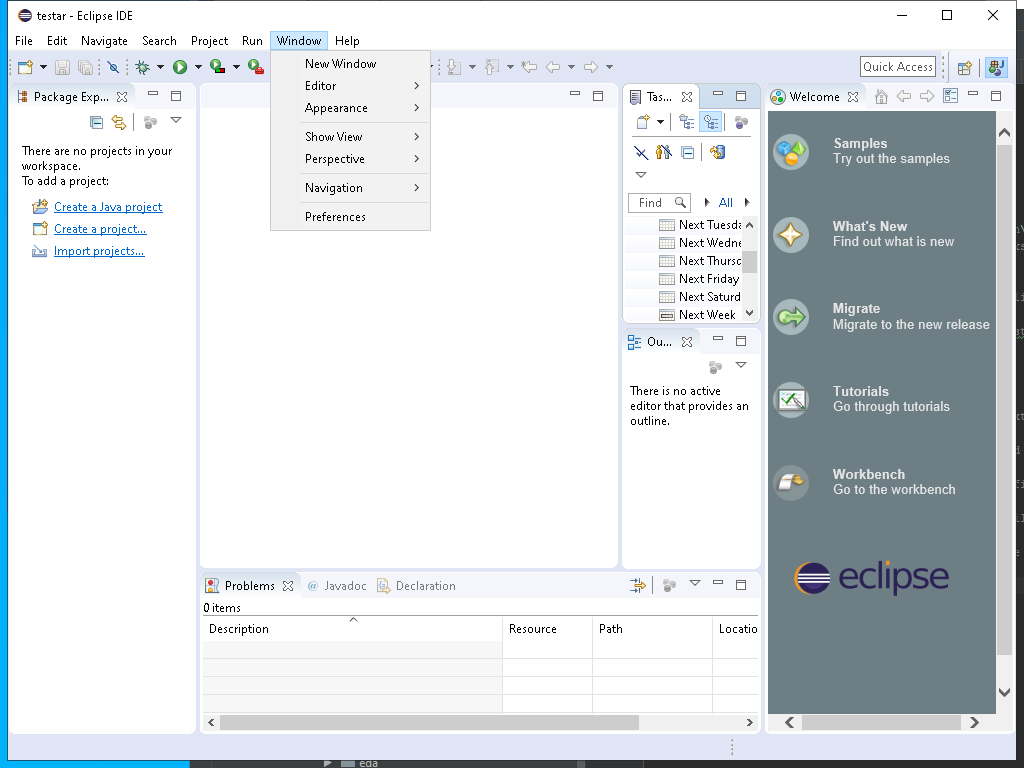 testar - Eclipse IDE
File Edit Navigate Search Project Run Window Help
Quick Access
New Window
Editor
Appearance
Show View
Perspective
Navigation
Preferences
Package Exp...
There are no projects in your
workspace.
To add a project:
Create a Java project
Create a project...
Import projects...
Tas...
Find
All
Next Tuesda
Next Wedne
Next Thurs
Next Friday
Next Saturd
Next Week
Ou...
There is no active
editor that provides an
outline.
Welcome
Samples
Try out the samples
What's New
Find out what is new
Migrate
Migrate to the new release
Tutorials
Go through tutorials
Workbench
Go to the workbench
eclipse
Problems @ Javadoc Declaration
0 items
Description Resource Path Locatio
eda